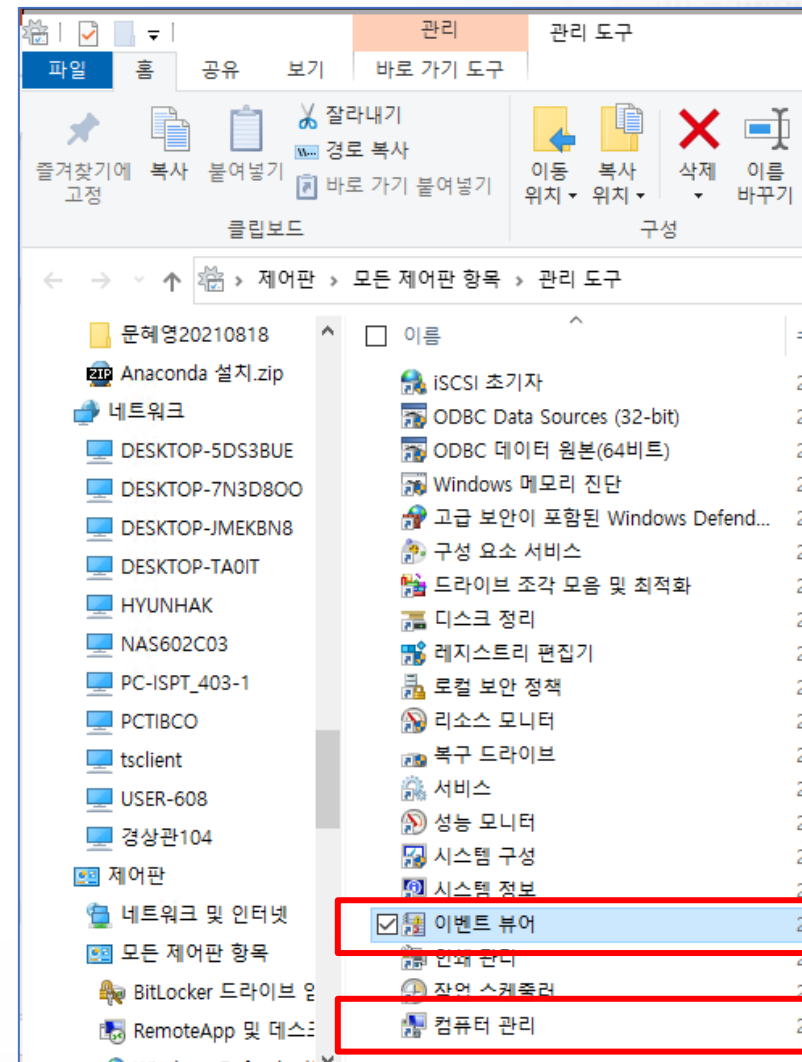 관리
관리 도구
파일
홈
공유
보기
바로 가기 도구
즐겨찾기에
고정
복사
붙여넣기
잘라내기
경로 복사
바로 가기 붙여넣기
이동
위치
복사
위치
삭제
이름
바꾸기
클립보드
구성
제어판 > 모든 제어판 항목 > 관리 도구
문혜영20210818
Anaconda 설치.zip
네트워크
DESKTOP-5DS3BUE
DESKTOP-7N3D8OO
DESKTOP-JMEKBN8
DESKTOP-TA0IT
HYUNHAK
NAS602C03
PC-ISPT_403-1
PCTIBCO
tsclient
USER-608
경상관104
제어판
네트워크 및 인터넷
모든 제어판 항목
BitLocker 드라이브
RemoteApp 및 데스
이름
iSCSI 초기자
ODBC Data Sources (32-bit)
ODBC 데이터 원본(64비트)
Windows 메모리 진단
고급 보안이 포함된 Windows Defend...
구성 요소 서비스
드라이브 조각 모음 및 최적화
디스크 정리
레지스트리 편집기
로컬 보안 정책
리소스 모니터
복구 드라이브
서비스
성능 모니터
시스템 구성
시스템 정보
이벤트 뷰어
인쇄 관리
작업 스케줄러
컴퓨터 관리